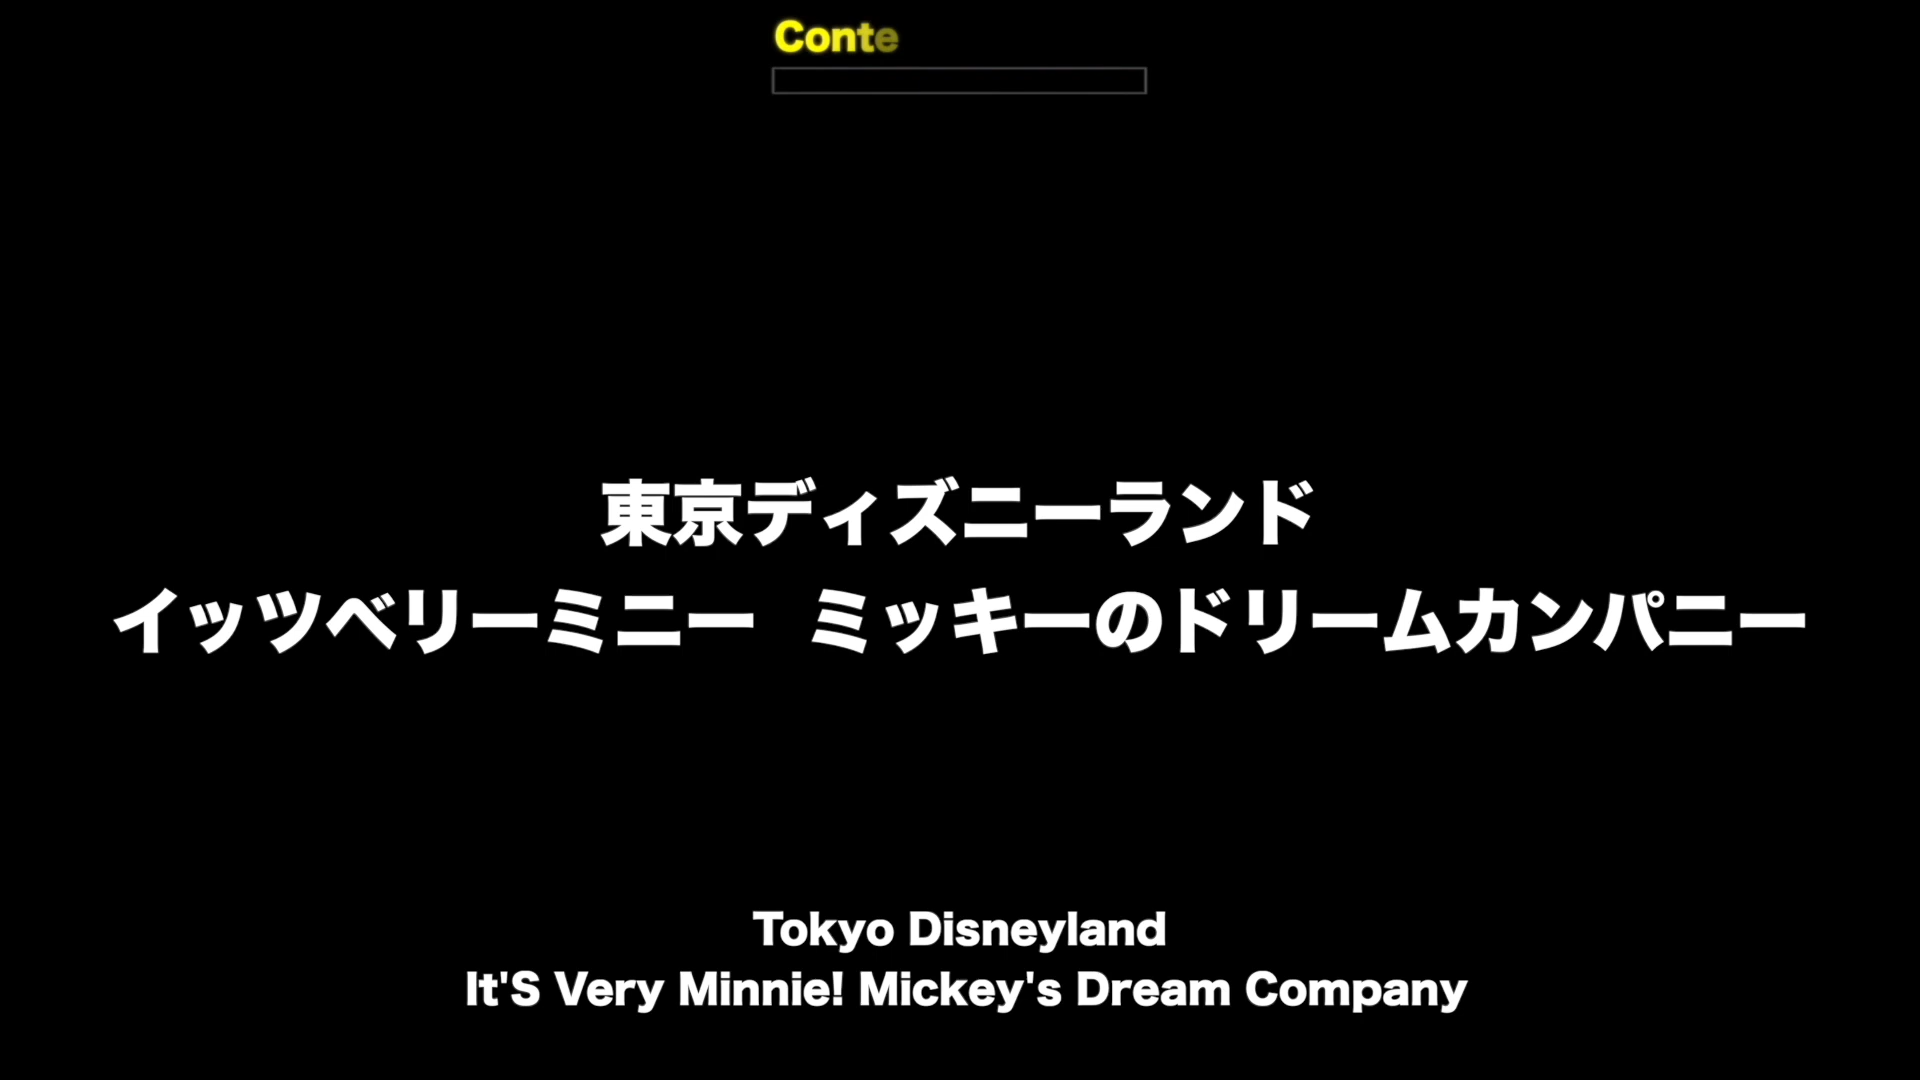 Conte
東京ディズニーランド
イッツベリーミニー ミッキーのドリームカンパニー
Tokyo Disneyland
It'S Very Minnie! Mickey's Dream Company